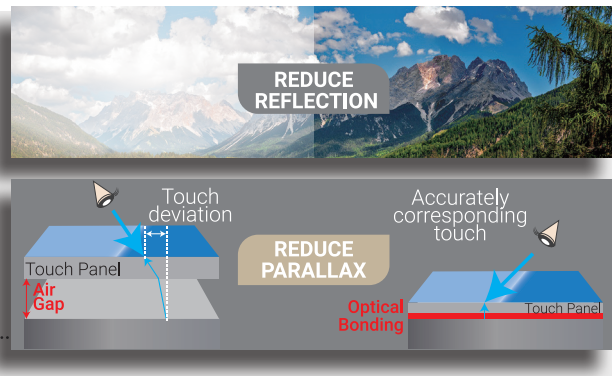 REDUCE
REFLECTION
Touch
deviation
Accurately
corresponding
touch
REDUCE
PARALLAX
Touch Panel
Air
Gap
Optical
Bonding
Touch Panel
..